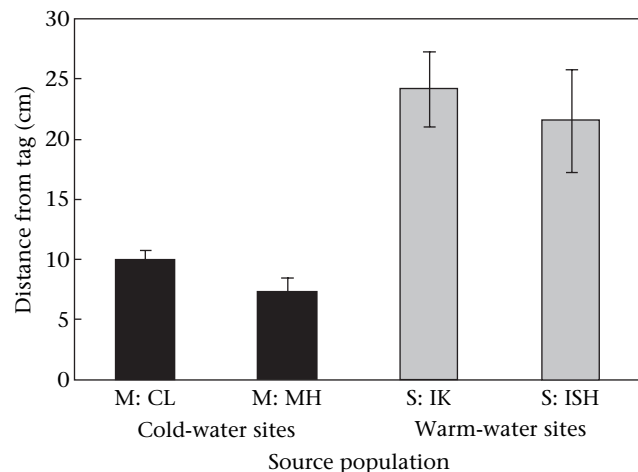 30
25
20
15
10
5
0
Distance from tag (cm)
M: CL M: MH S: IK S: ISH
Cold-water sites Warm-water sites
Source population